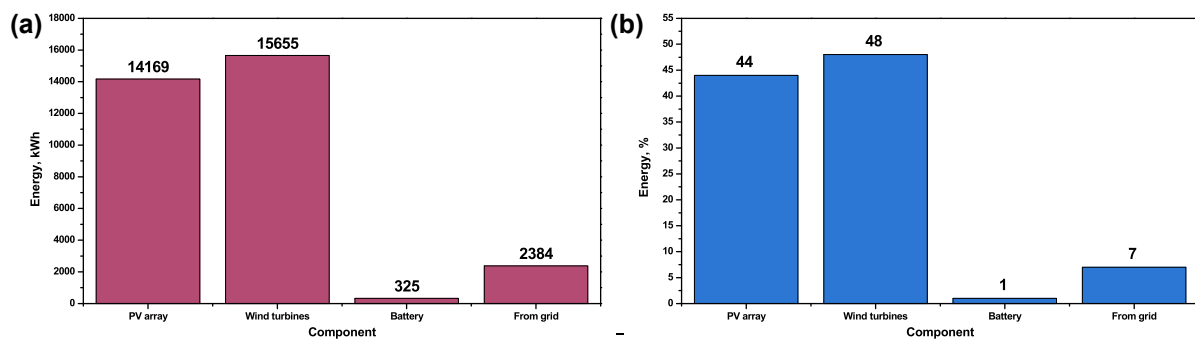 (a)
18000
16000
14000
12000
10000
8000
6000
4000
2000
0
Energy, kWh
14169
15655
325
2384
PV array
Wind turbines
Battery
From grid
Component
(b)
55
50
45
40
35
30
25
20
15
10
5
0
Energy, %
44
48
1
7
PV array
Wind turbines
Battery
From grid
Component